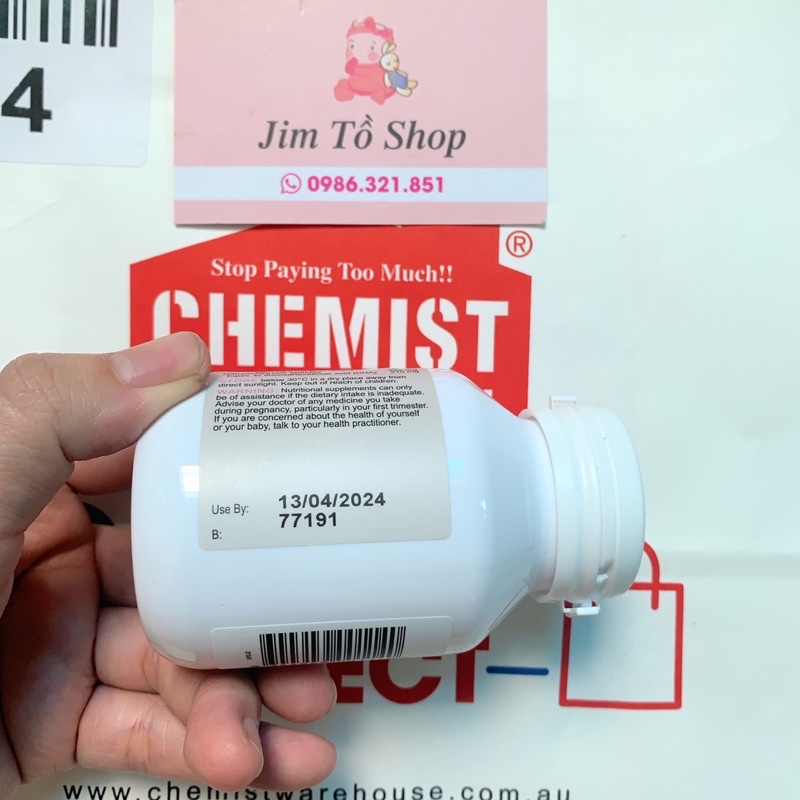 4
Jim Tồ Shop
0986.321.851
®
Stop Paying Too Much!!
CHEMIST
STORE below 30°C in a dry place away from
direct sunlight. Keep out of reach of children.
WARNING: Nutritional supplements can only
be of assistance if the dietary intake is inadequate.
Advise your doctor of any medicine you take
during pregnancy, particularly in your first trimester.
If you are concerned about the health of yourself
or your baby, talk to your health practitioner.
Use By: 13/04/2024
B: 77191
ECT
www.chemistwarehouse.com.au